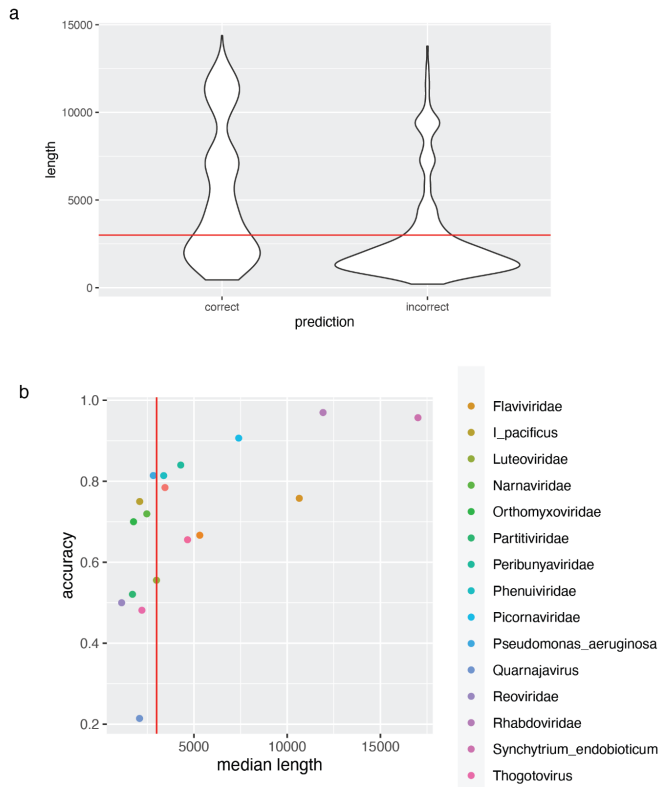 a
15000
10000
5000
0
length
correct
incorrect
prediction
b
1.0
0.8
0.6
0.4
0.2
accuracy
5000
10000
15000
median length
Flaviviridae
I_pacificus
Luteoviridae
Narnaviridae
Orthomyxoviridae
Partitiviridae
Peribunyaviridae
Phenuiviridae
Picornaviridae
Pseudomonas_aeruginosa
Quarnajavirus
Reoviridae
Rhabdoviridae
Synchytrium_endobioticum
Thogotovirus